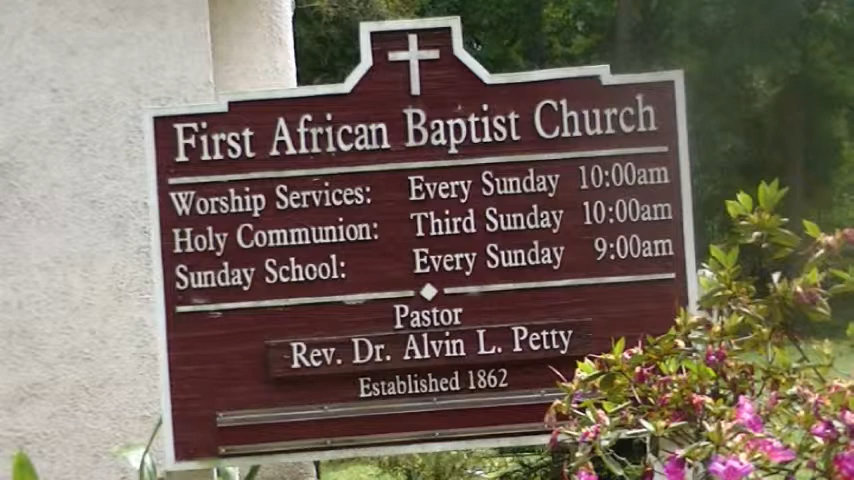 First African Baptist Church
Worship Services: Every Sunday 10:00am
Holy Communion: Third Sunday 10:00am
Sunday School: Every Sunday 9:00am
Pastor
Rev. Dr. Alvin L. Petty
Established 1862